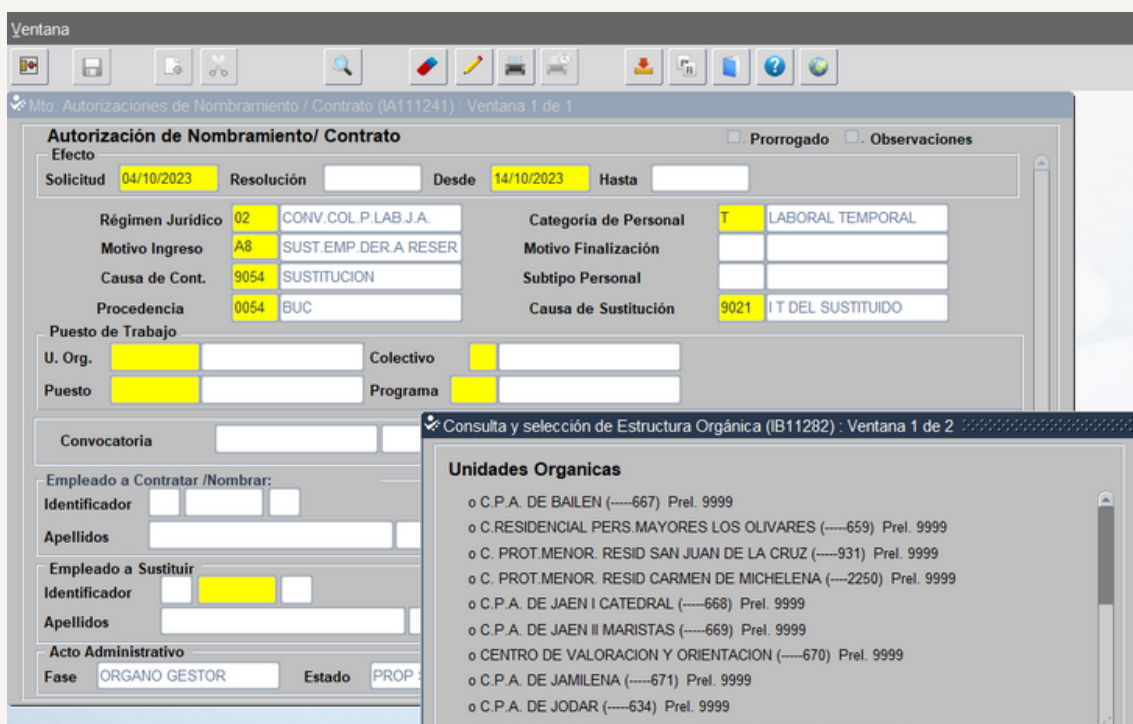 Ventana
Mto. Autorizaciones de Nombramiento / Contrato (IA111241) : Ventana 1 de 1
Autorización de Nombramiento/ Contrato
Prorrogado Observaciones
Efecto
Solicitud 04/10/2023 Resolución Desde 14/10/2023 Hasta
Régimen Jurídico 02 CONV.COL.P.LAB.J.A. Categoria de Personal T LABORAL TEMPORAL
Motivo Ingreso A8 SUST.EMP.DER.A RESER Motivo Finalización
Causa de Cont. 9054 SUSTITUCION Subtipo Personal
Procedencia 0054 BUC Causa de Sustitución 9021 I T DEL SUSTITUIDO
Puesto de Trabajo
U. Org. Colectivo
Puesto Programa
Convocatoria
Empleado a Contratar /Nombrar:
Identificador
Apellidos
Empleado a Sustituir
Identificador
Apellidos
Acto Administrativo
Fase ORGANO GESTOR Estado PROP
Consulta y selección de Estructura Orgánica (IB11282) : Ventana 1 de 2
Unidades Organicas
o C.P.A. DE BAILEN (-----667) Prel. 9999
o C.RESIDENCIAL PERS.MAYORES LOS OLIVARES (-----659) Prel. 9999
o C. PROT.MENOR. RESID SAN JUAN DE LA CRUZ (-----931) Prel. 9999
o C. PROT.MENOR. RESID CARMEN DE MICHELENA (----2250) Prel. 9999
o C.P.A. DE JAEN I CATEDRAL (-----668) Prel. 9999
o C.P.A. DE JAEN II MARISTAS (-----669) Prel. 9999
o CENTRO DE VALORACION Y ORIENTACION (-----670) Prel. 9999
o C.P.A. DE JAMILENA (-----671) Prel. 9999
o C.P.A. DE JODAR (-----634) Prel. 9999